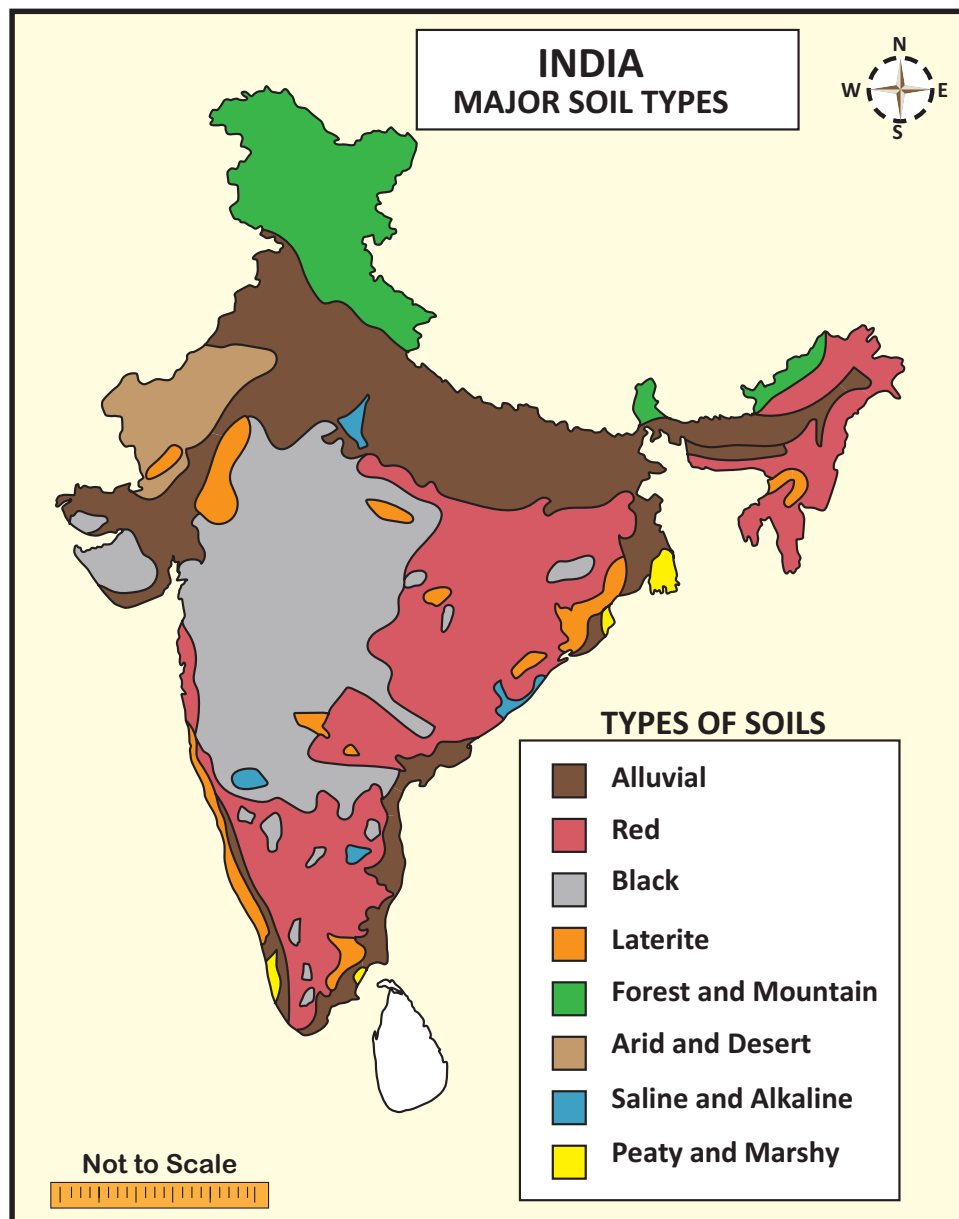 INDIA
MAJOR SOIL TYPES
N
W E
S
TYPES OF SOILS
Alluvial
Red
Black
Laterite
Forest and Mountain
Arid and Desert
Saline and Alkaline
Peaty and Marshy
Not to Scale